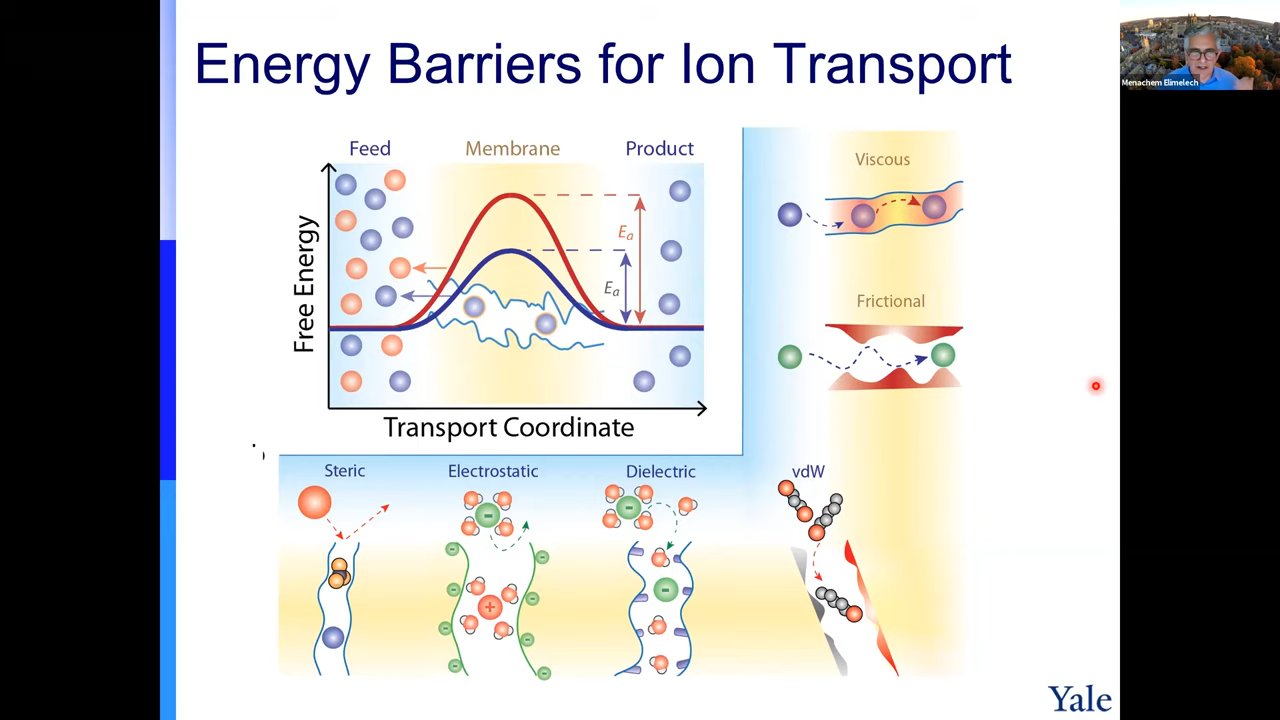 Energy Barriers for Ion Transport
Menachem Elimelech
Feed
Membrane
Product
Free Energy
Ea
Ea
Transport Coordinate
Viscous
Frictional
Steric
Electrostatic
Dielectric
vdW
-
+
-
-
Yale